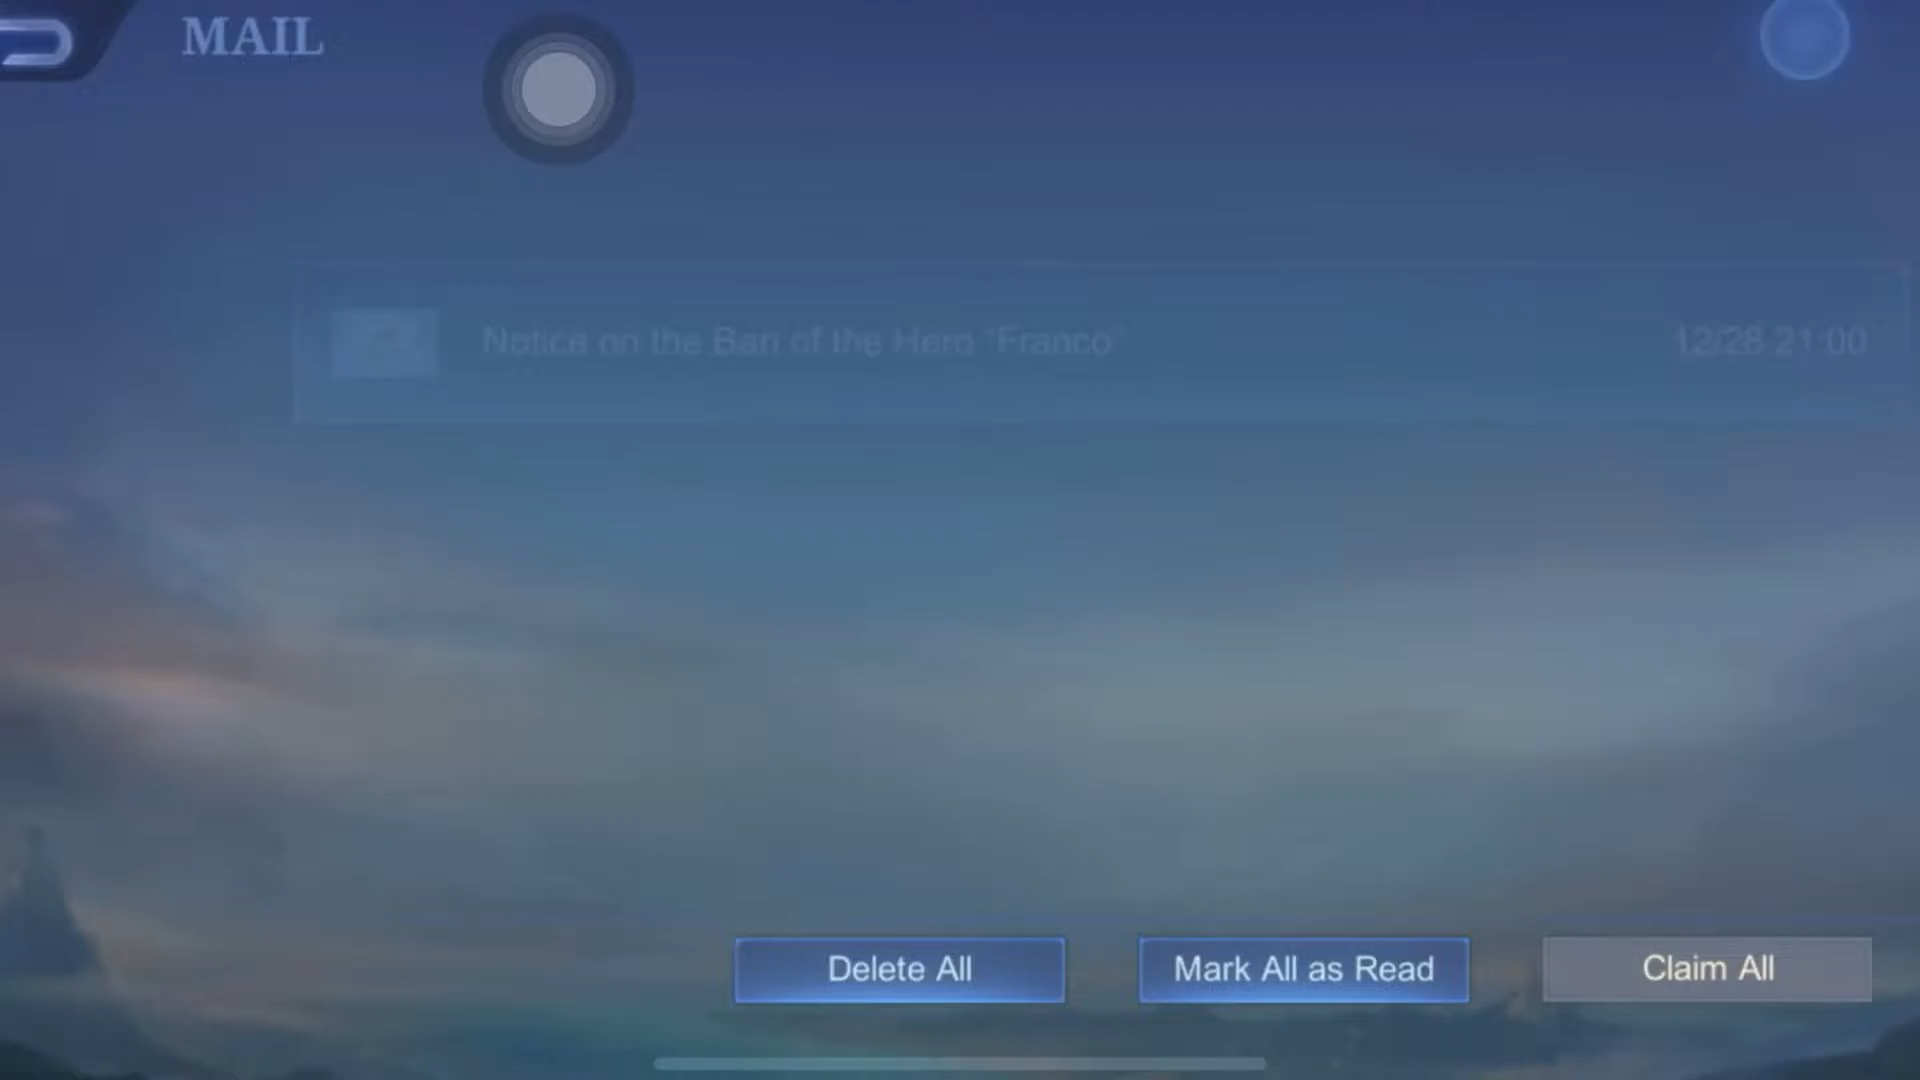 MAIL
Notice on the Ban of the Hero "Franco"
12/28 21:00
Delete All
Mark All as Read
Claim All